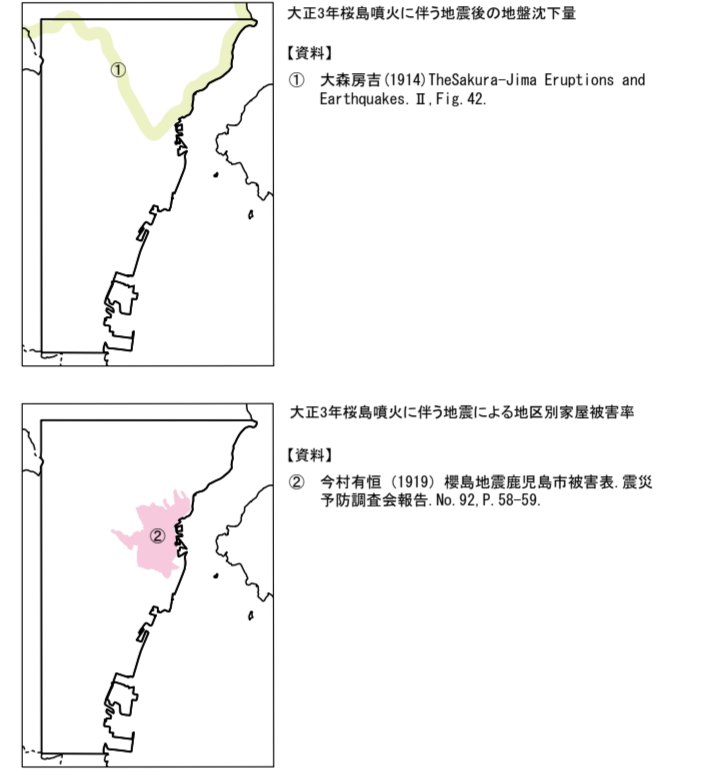 大正3年桜島噴火に伴う地震後の地盤沈下量
【資料】
① 大森房吉(1914)TheSakura-Jima Eruptions and
Earthquakes.Ⅱ,Fig.42.
①
大正3年桜島噴火に伴う地震による地区別家屋被害率
【資料】
② 今村有恒（1919）櫻島地震鹿児島市被害表.震災
予防調査会報告.No.92,P.58-59.
②